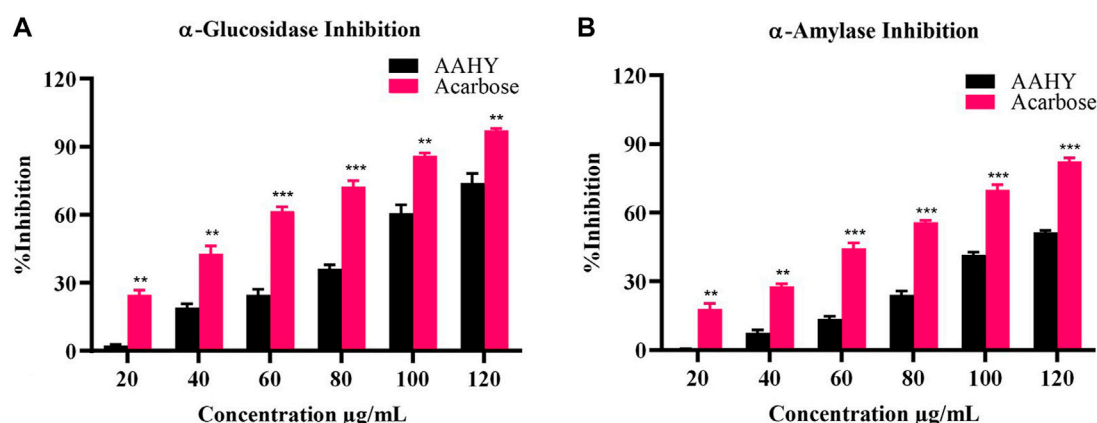 A
α-Glucosidase Inhibition
AAHY
Acarbose
%Inhibition
120
90
60
30
0
** ** *** *** ** **
20 40 60 80 100 120
Concentration µg/mL
B
α-Amylase Inhibition
AAHY
Acarbose
%Inhibition
120
90
60
30
0
** ** *** *** *** ***
20 40 60 80 100 120
Concentration µg/mL